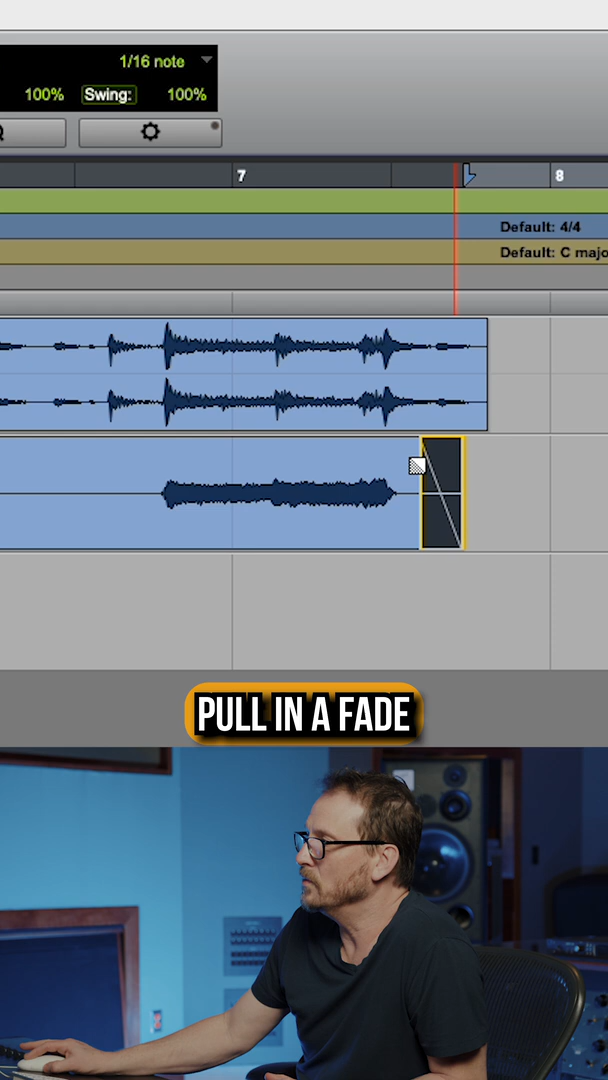 1/16 note
100% Swing: 100%
7
8
Default: 4/4
Default: C majo
PULL IN A FADE